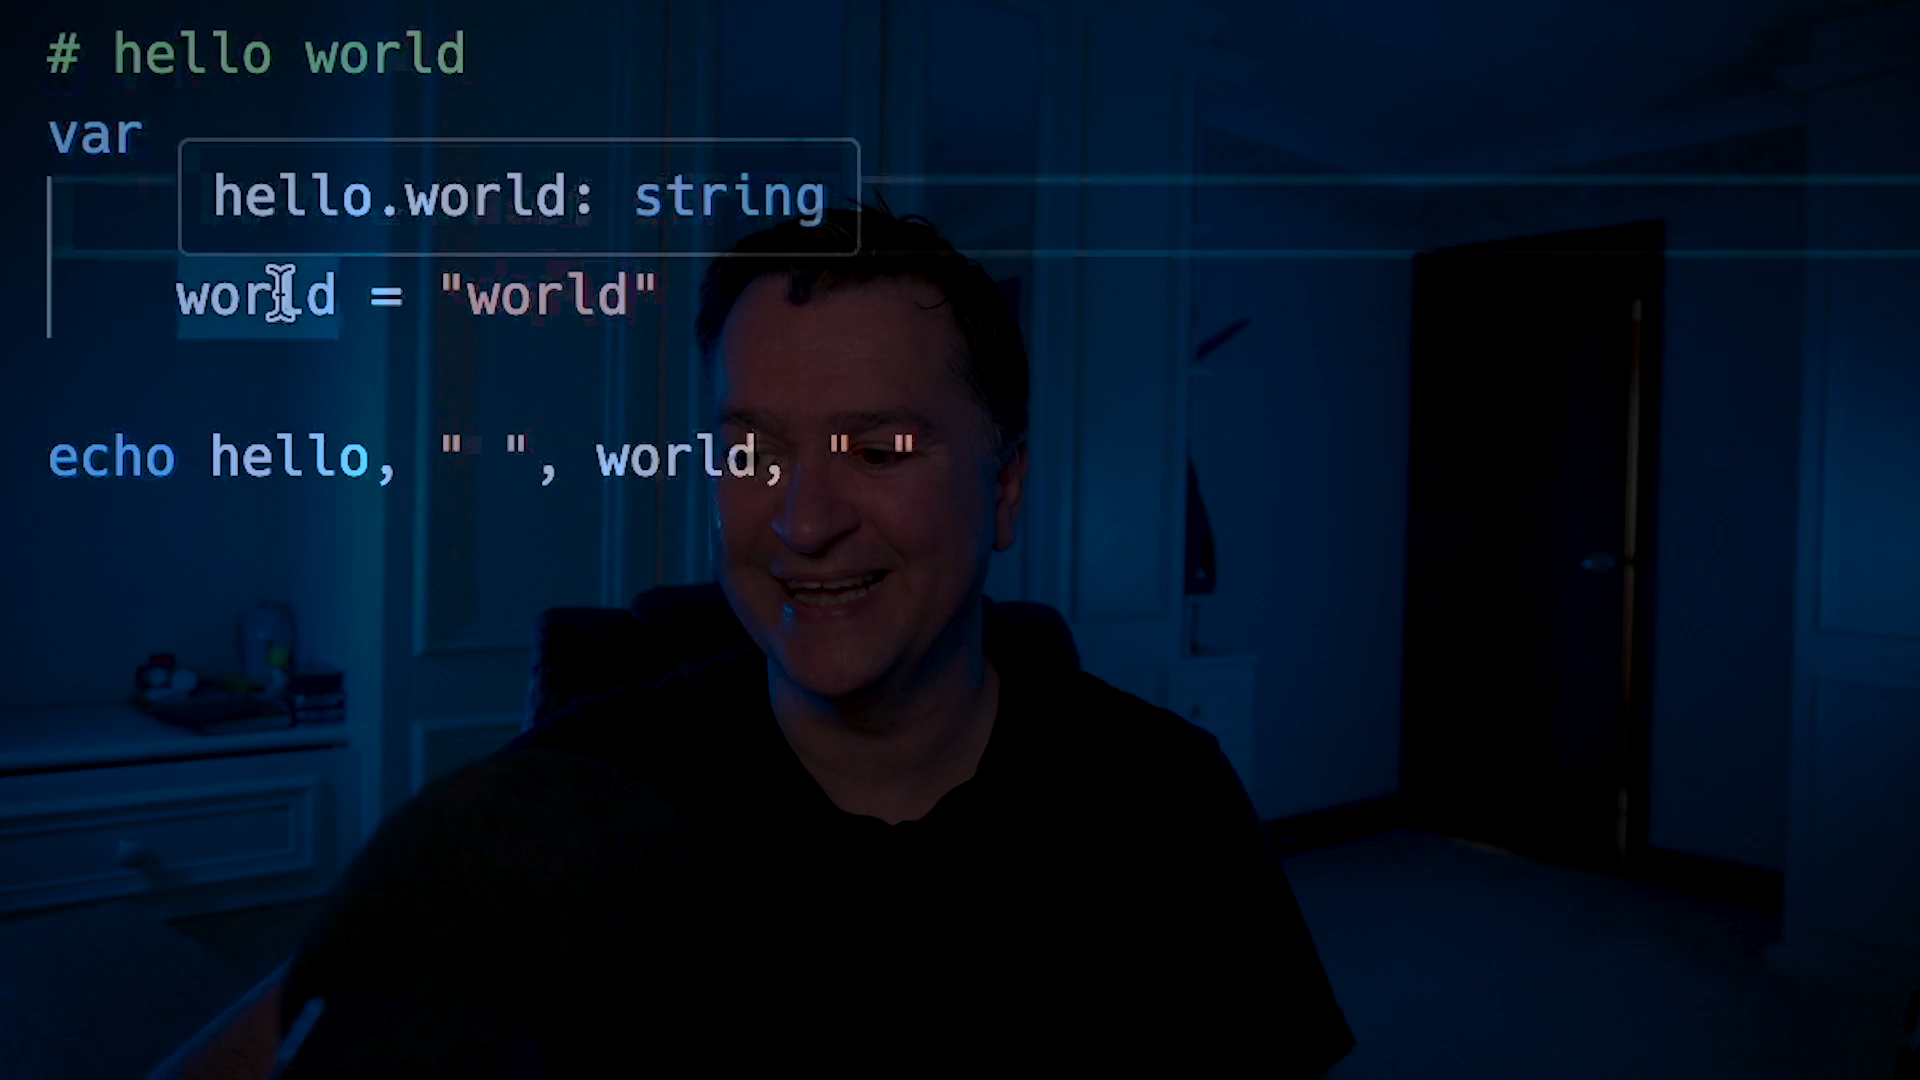 # hello world
var
hello.world: string
world = "world"
echo hello, " ", world, " "